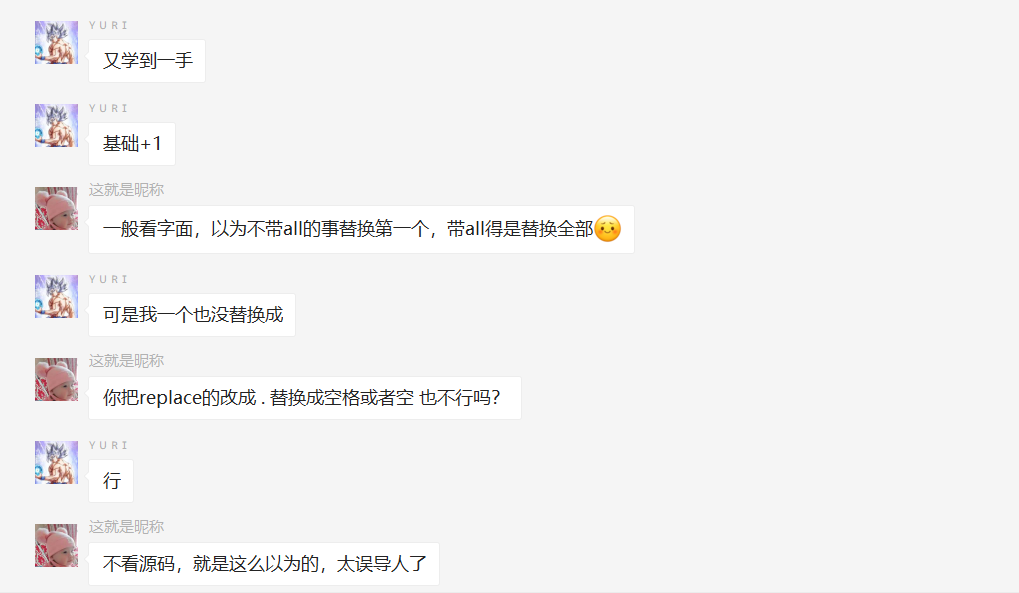 YURI
又学到一手
YURI
基础+1
这就是昵称
一般看字面，以为不带all的事替换第一个，带all得是替换全部
YURI
可是我一个也没替换成
这就是昵称
你把replace的改成 . 替换成空格或者空 也不行吗？
YURI
行
这就是昵称
不看源码，就是这么以为的，太误导人了